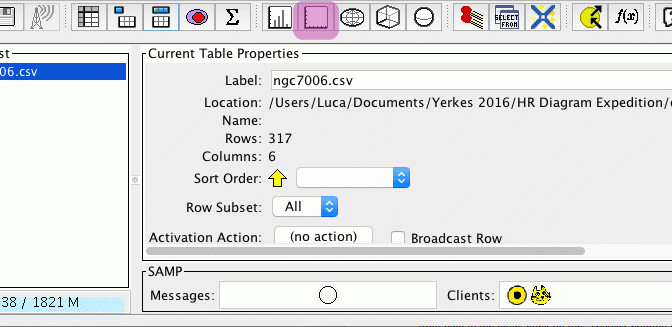 Σ
SELECT FROM
f(x)
st
Current Table Properties
06.csv
Label: ngc7006.csv
Location: /Users/Luca/Documents/Yerkes 2016/HR Diagram Expedition/
Name:
Rows: 317
Columns: 6
Sort Order:
Row Subset: All
Activation Action: (no action) Broadcast Row
SAMP
38 / 1821 M
Messages: Clients: